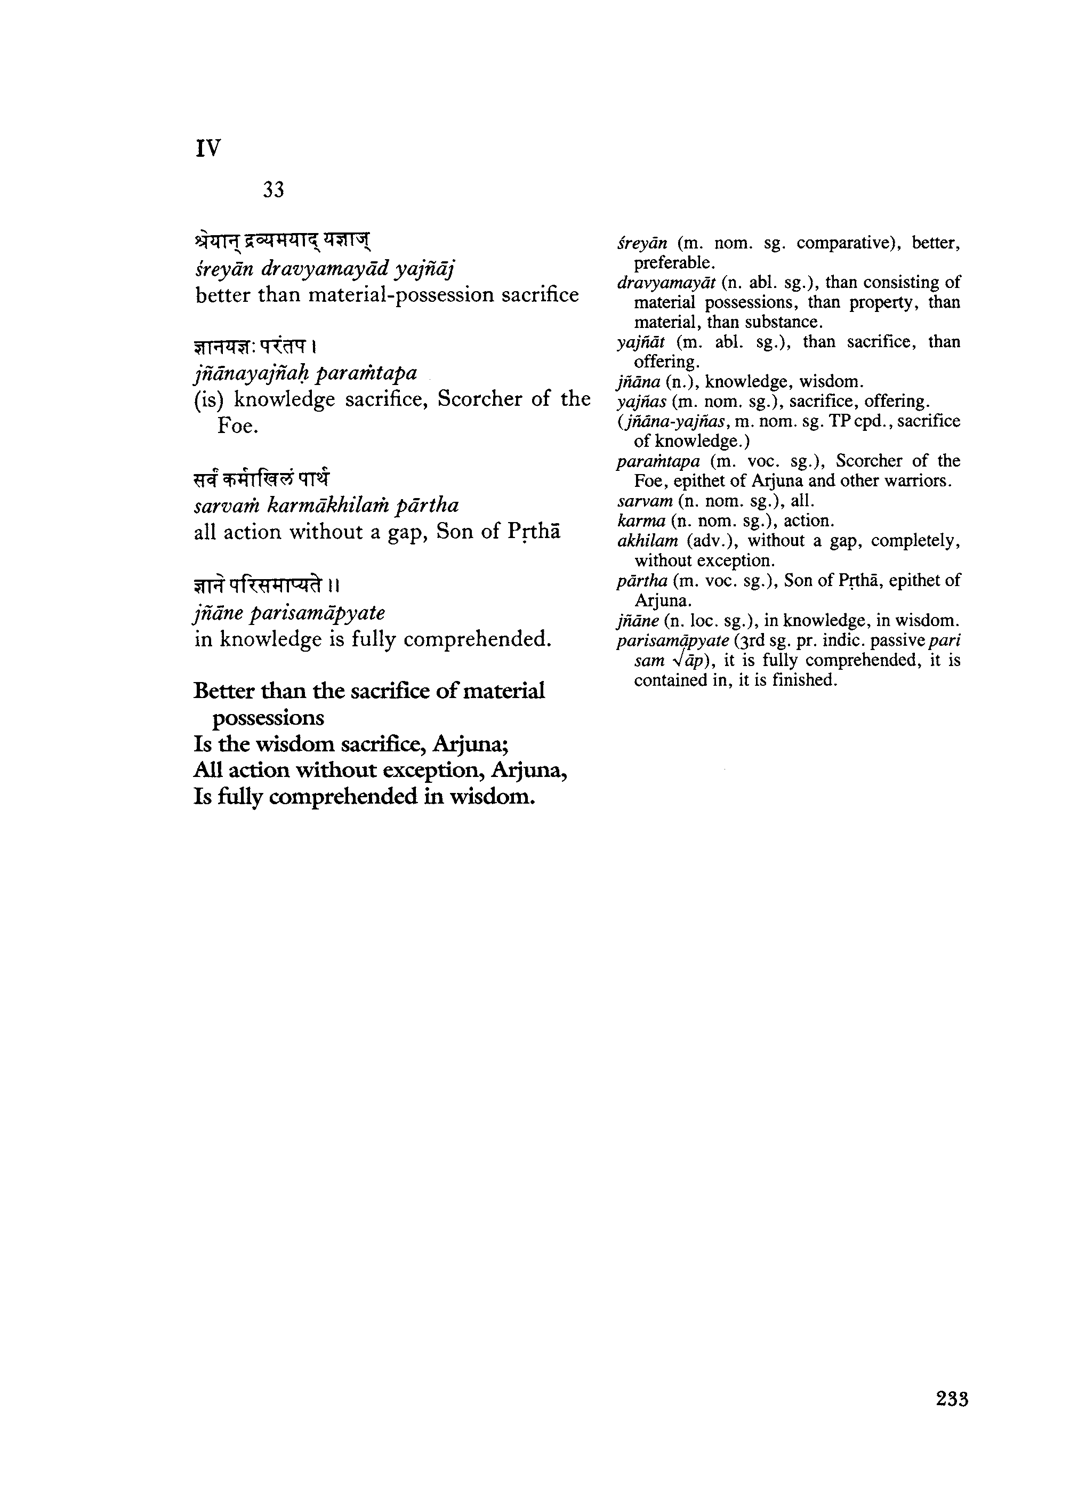 IV
33
श्रेयान् द्रव्यमयाद् यज्ञाज्
śreyān dravyamayād yajñāj
better than material-possession sacrifice
ज्ञानयज्ञः परंतप ।
jñānayajñaḥ paraṁtapa
(is) knowledge sacrifice, Scorcher of the
Foe.
सर्वं कर्माखिलं पार्थ
sarvaṁ karmākhilaṁ pārtha
all action without a gap, Son of Pṛthā
ज्ञाने परिसमाप्यते ।।
jñāne parisamāpyate
in knowledge is fully comprehended.
Better than the sacrifice of material
possessions
Is the wisdom sacrifice, Arjuna;
All action without exception, Arjuna,
Is fully comprehended in wisdom.
śreyān (m. nom. sg. comparative), better,
preferable.
dravyamayāt (n. abl. sg.), than consisting of
material possessions, than property, than
material, than substance.
yajñāt (m. abl. sg.), than sacrifice, than
offering.
jñāna (n.), knowledge, wisdom.
yajñas (m. nom. sg.), sacrifice, offering.
(jñāna-yajñas, m. nom. sg. TP cpd., sacrifice
of knowledge.)
paraṁtapa (m. voc. sg.), Scorcher of the
Foe, epithet of Arjuna and other warriors.
sarvam (n. nom. sg.), all.
karma (n. nom. sg.), action.
akhilam (adv.), without a gap, completely,
without exception.
pārtha (m. voc. sg.), Son of Pṛthā, epithet of
Arjuna.
jñāne (n. loc. sg.), in knowledge, in wisdom.
parisamāpyate (3rd sg. pr. indic. passive pari
sam √āp), it is fully comprehended, it is
contained in, it is finished.
233